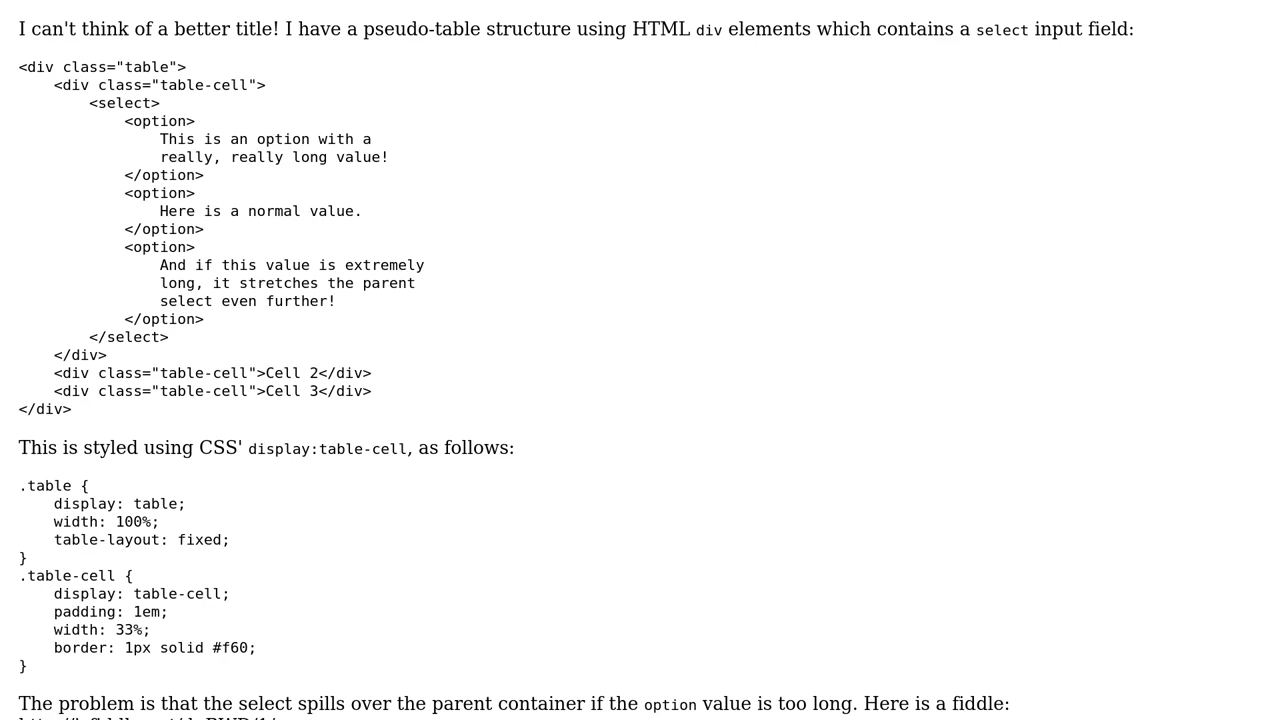 I can't think of a better title! I have a pseudo-table structure using HTML div elements which contains a select input field:
<div class="table">
    <div class="table-cell">
        <select>
            <option>
                This is an option with a
                really, really long value!
            </option>
            <option>
                Here is a normal value.
            </option>
            <option>
                And if this value is extremely
                long, it stretches the parent
                select even further!
            </option>
        </select>
    </div>
    <div class="table-cell">Cell 2</div>
    <div class="table-cell">Cell 3</div>
</div>
This is styled using CSS' display:table-cell, as follows:
.table {
    display: table;
    width: 100%;
    table-layout: fixed;
}
.table-cell {
    display: table-cell;
    padding: 1em;
    width: 33%;
    border: 1px solid #f60;
}
The problem is that the select spills over the parent container if the option value is too long. Here is a fiddle: